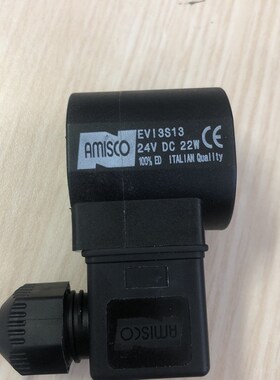 AMISCO
EVI3S13
24V DC 22W CE
100% ED ITALIAN Quality
AMISCO